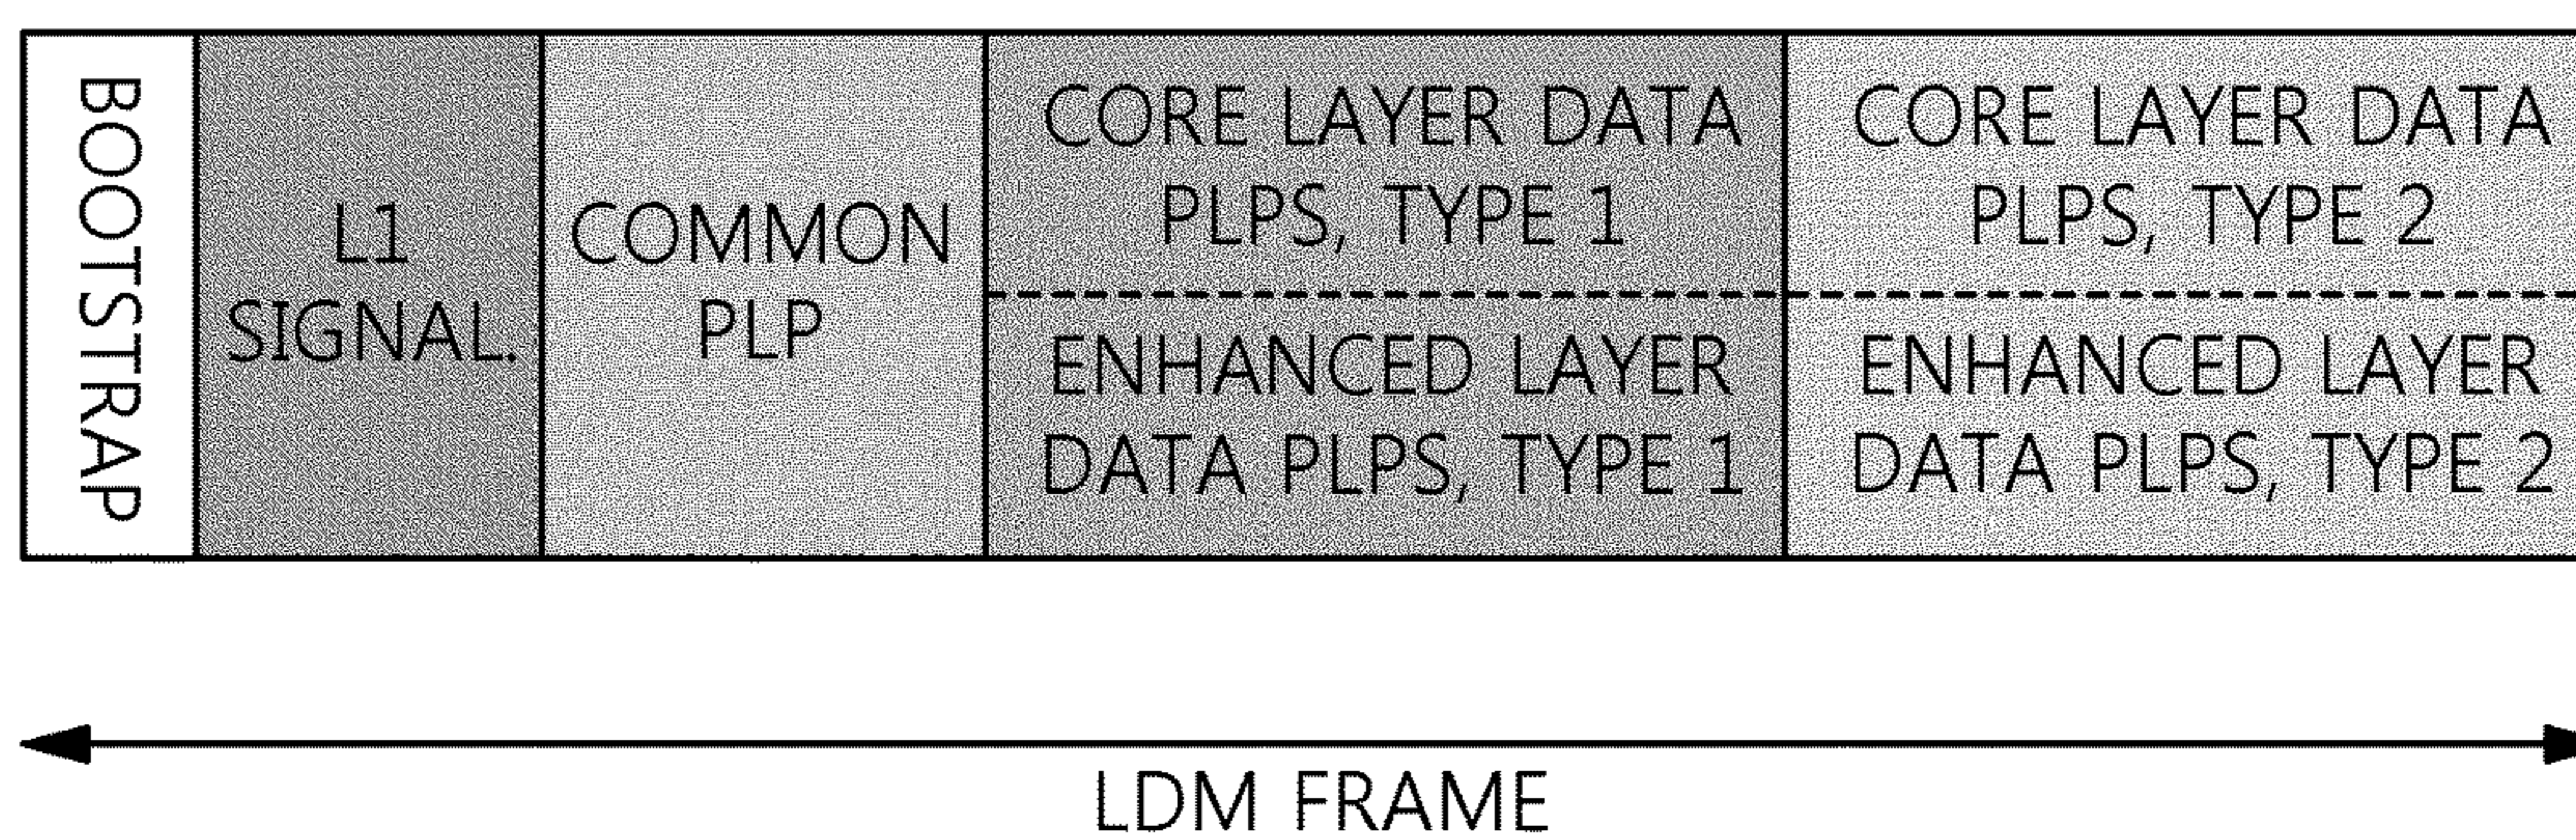 BOOTSTRAP
L1
SIGNAL.
COMMON
PLP
CORE LAYER DATA
PLPS, TYPE 1
ENHANCED LAYER
DATA PLPS, TYPE 1
CORE LAYER DATA
PLPS, TYPE 2
ENHANCED LAYER
DATA PLPS, TYPE 2
LDM FRAME